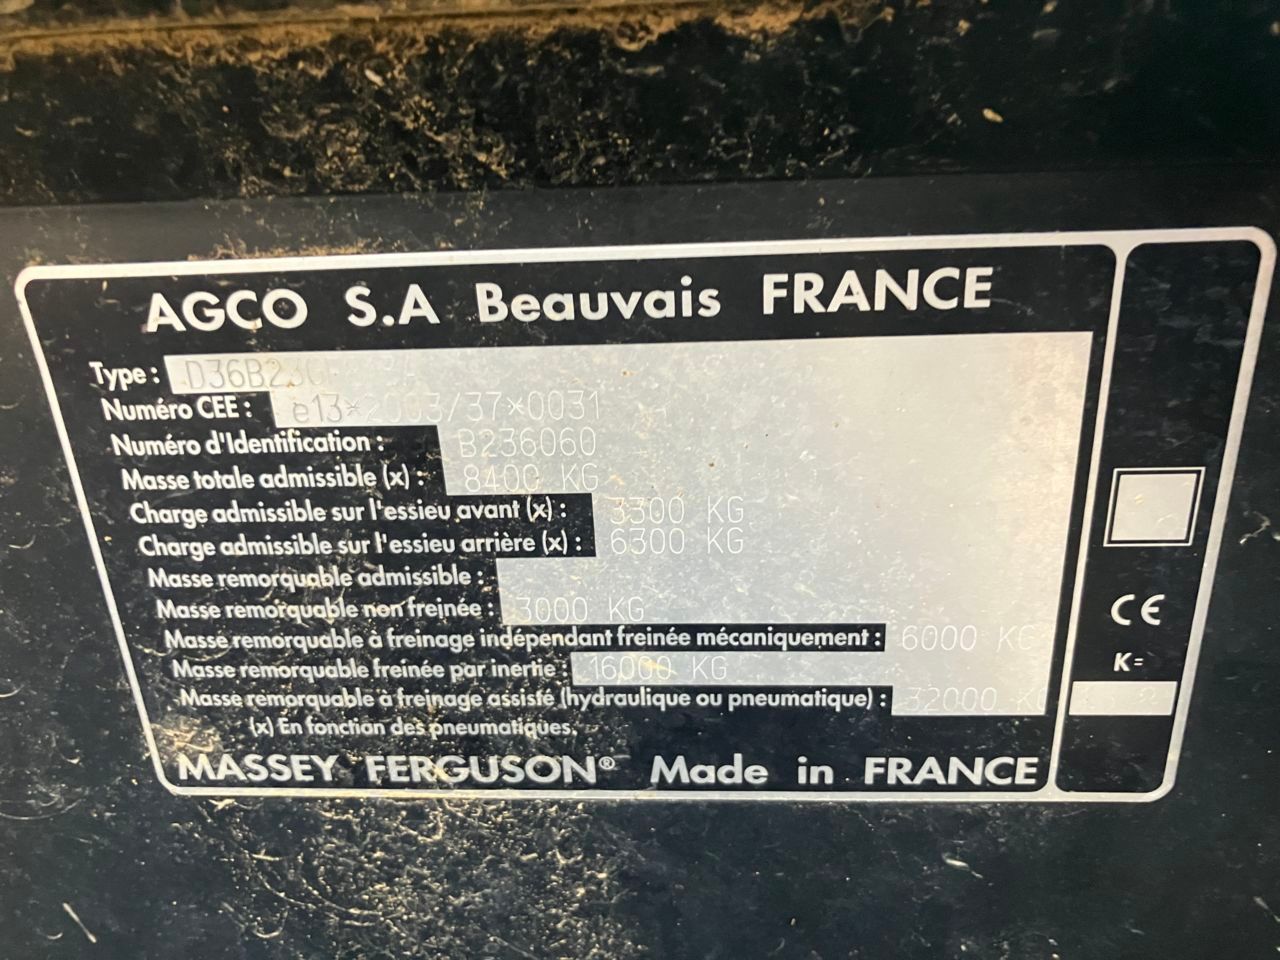 AGCO S.A Beauvais FRANCE
Type :
Numéro CEE : e13*2003/37*0031
Numéro d'Identification : B236060
Masse totale admissible (x) : 8400 KG
Charge admissible sur l'essieu avant (x) : 3300 KG
Charge admissible sur l'essieu arrière (x) : 6300 KG
Masse remorquable admissible :
Masse remorquable non freinée : 3000 KG
Masse remorquable à freinage indépendant freinée mécaniquement : 6000 KG
Masse remorquable freinée par inertie : 16000 KG
Masse remorquable à freinage assisté (hydraulique ou pneumatique) : 32000 KG
(x) En fonction des pneumatiques.
MASSEY FERGUSON® Made in FRANCE
CE
K=